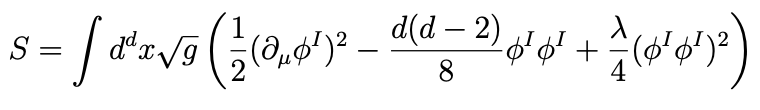 S = ∫ d^d x √g ( 1/2 (∂_μ φ^I)^2 − d(d − 2)/8 φ^I φ^I + λ/4 (φ^I φ^I)^2 )